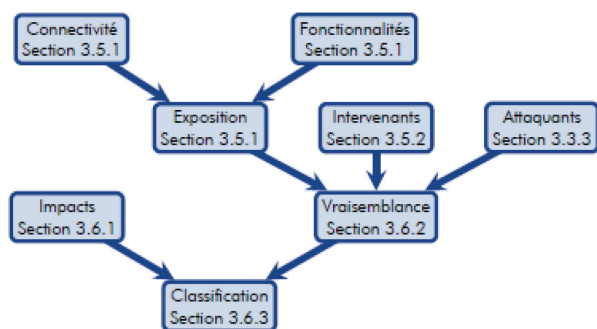 Connectivité
Section 3.5.1
Fonctionnalités
Section 3.5.1
Exposition
Section 3.5.1
Intervenants
Section 3.5.2
Attaquants
Section 3.3.3
Impacts
Section 3.6.1
Vraisemblance
Section 3.6.2
Classification
Section 3.6.3